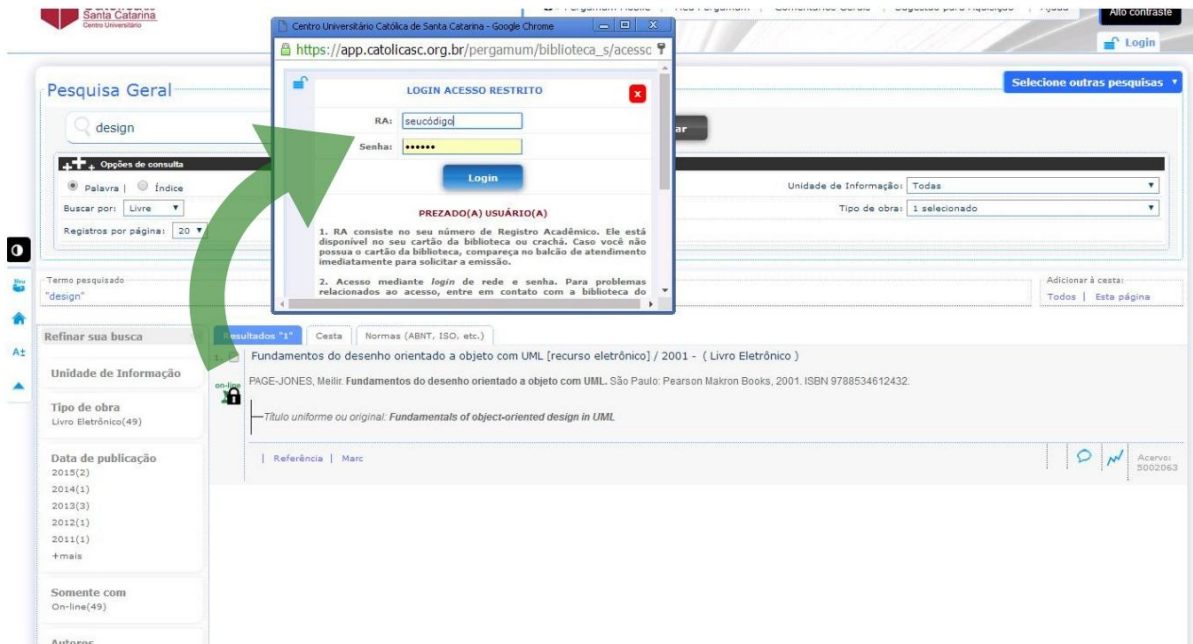 Santa Catarina
Centro Universitário
Alto contraste
Login
Centro Universitário Católica de Santa Catarina - Google Chrome
https://app.catolicasc.org.br/pergamum/biblioteca_s/acesso
LOGIN ACESSO RESTRITO
x
RA: seucódigo
Senha: ••••••
Login
PREZADO(A) USUÁRIO(A)
1. RA consiste no seu número de Registro Acadêmico. Ele está
disponível no seu cartão da biblioteca ou crachá. Caso você não
possua o cartão da biblioteca, compareça no balcão de atendimento
imediatamente para solicitar a emissão.
2. Acesso mediante login de rede e senha. Para problemas
relacionados ao acesso, entre em contato com a biblioteca do
Pesquisa Geral
Selecione outras pesquisas
design
ar
Opções de consulta
Palavra | Índice
Unidade de Informação: Todas
Buscar por: Livre
Tipo de obra: 1 selecionado
Registros por página: 20
Termo pesquisado
"design"
Adicionar à cesta:
Todos | Esta página
Meu
A±
Refinar sua busca
Unidade de Informação
Tipo de obra
Livro Eletrônico(49)
Data de publicação
2015(2)
2014(1)
2013(3)
2012(1)
2011(1)
+mais
Somente com
On-line(49)
Autores
Resultados "1"
Cesta
Normas (ABNT, ISO, etc.)
1. Fundamentos do desenho orientado a objeto com UML [recurso eletrônico] / 2001 - ( Livro Eletrônico )
on-line
PAGE-JONES, Meilir. Fundamentos do desenho orientado a objeto com UML. São Paulo: Pearson Makron Books, 2001. ISBN 9788534612432.
Título uniforme ou original: Fundamentals of object-oriented design in UML
| Referência | Marc
Acervo:
5002063